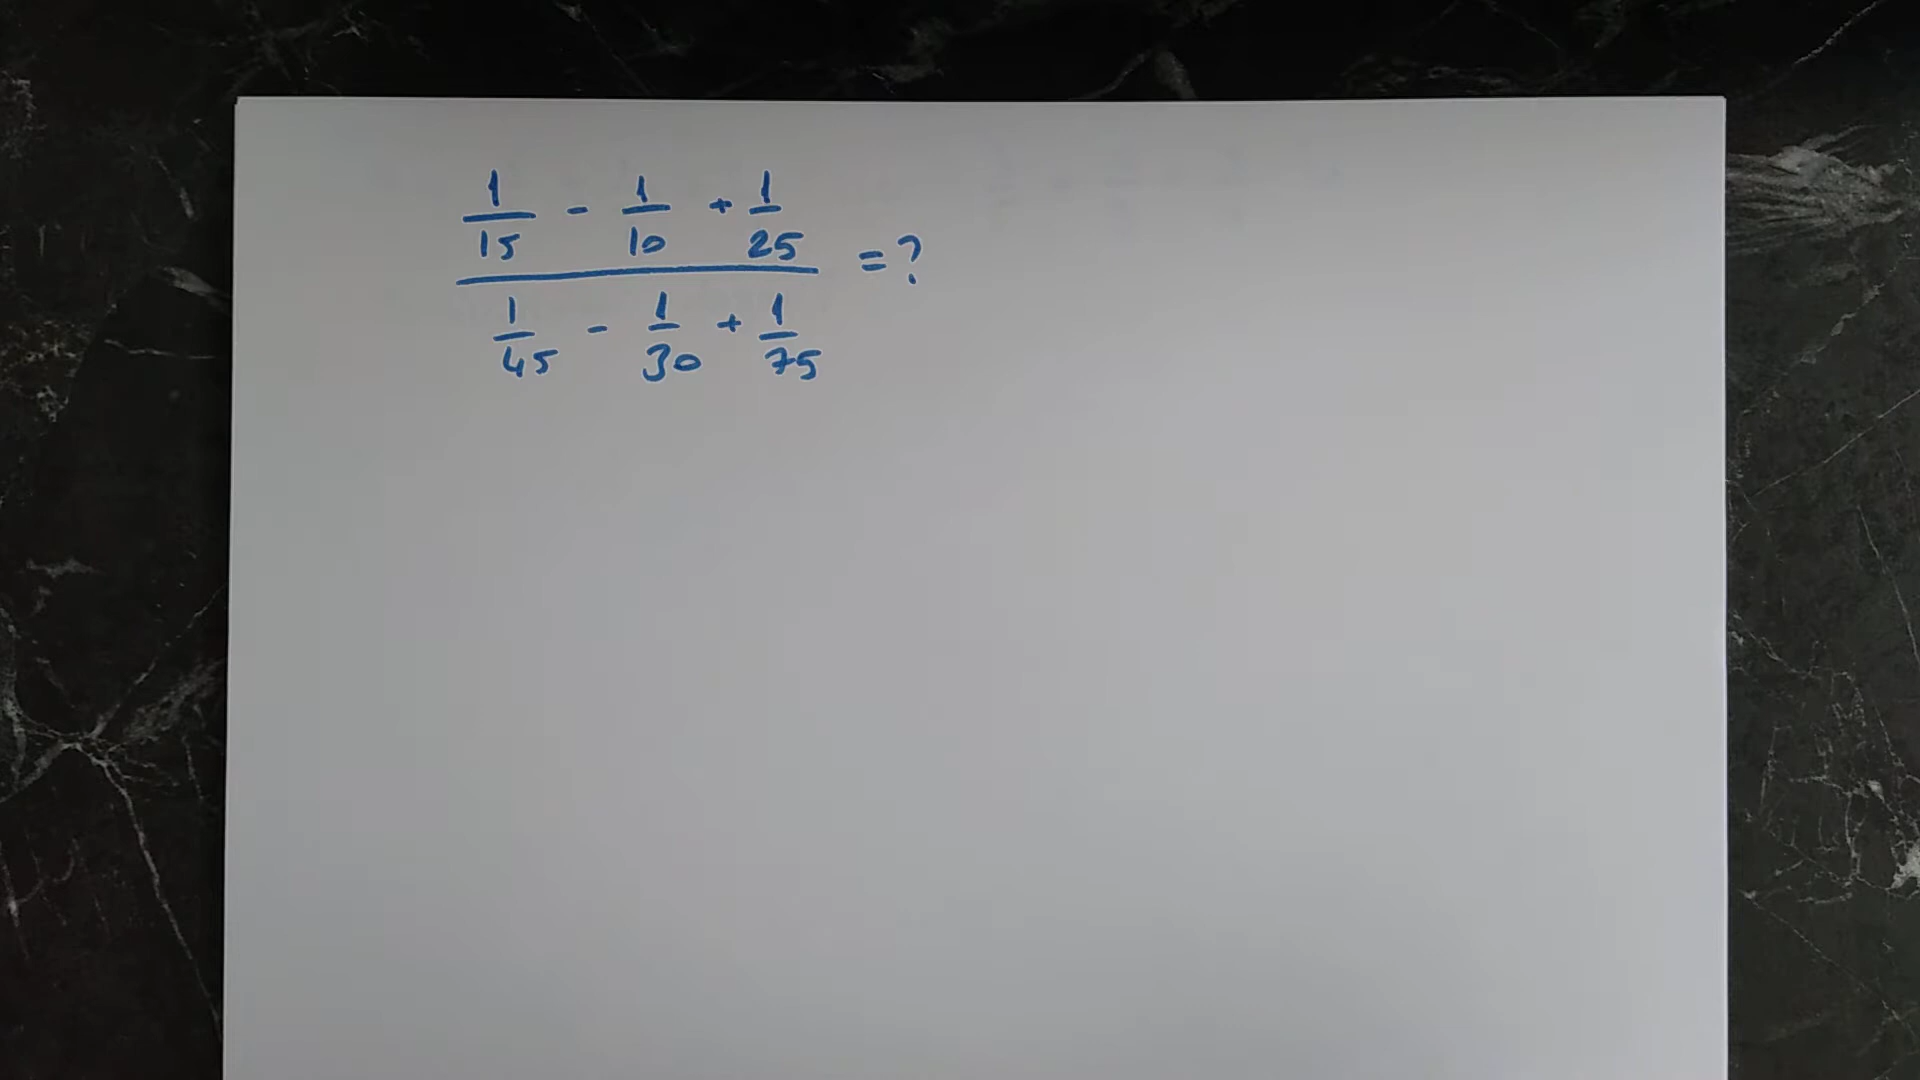 1/15 - 1/10 + 1/25
= ?
1/45 - 1/30 + 1/75